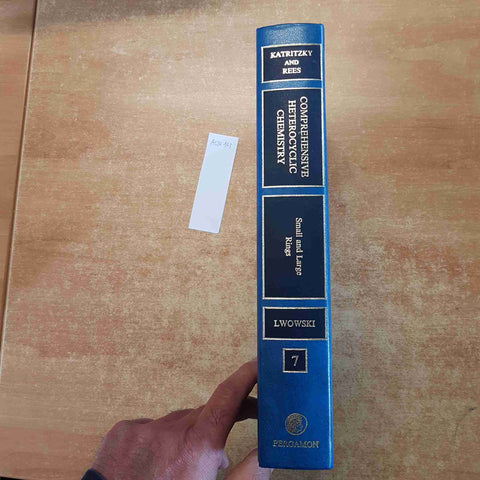 KATRITZKY
AND
REES
COMPREHENSIVE
HETEROCYCLIC
CHEMISTRY
Small and Large
Rings
LWOWSKI
7
PERGAMON